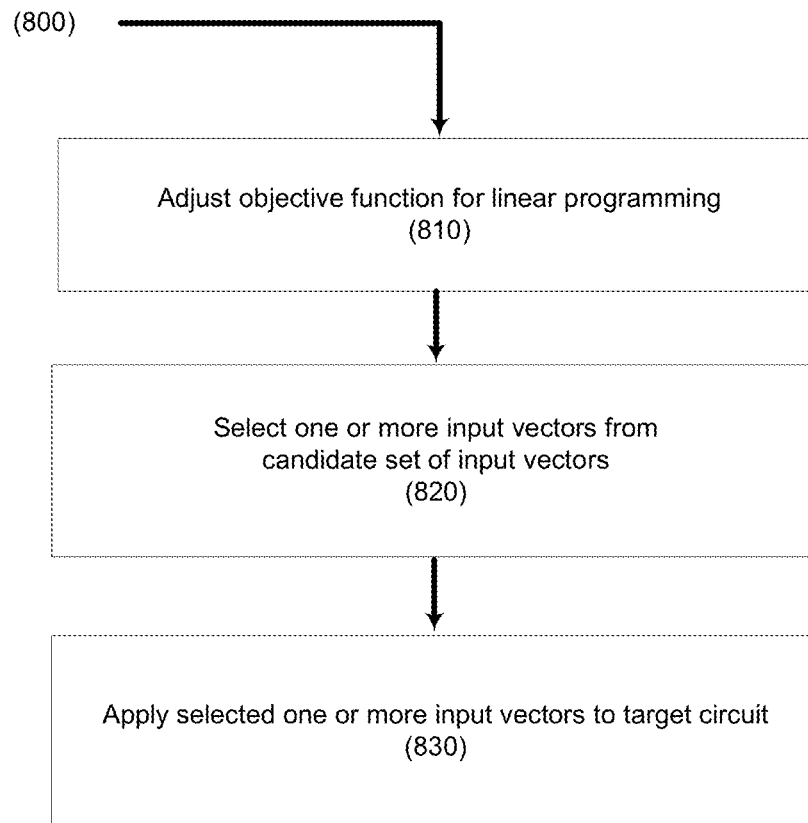 (800)
Adjust objective function for linear programming
(810)
Select one or more input vectors from
candidate set of input vectors
(820)
Apply selected one or more input vectors to target circuit
(830)